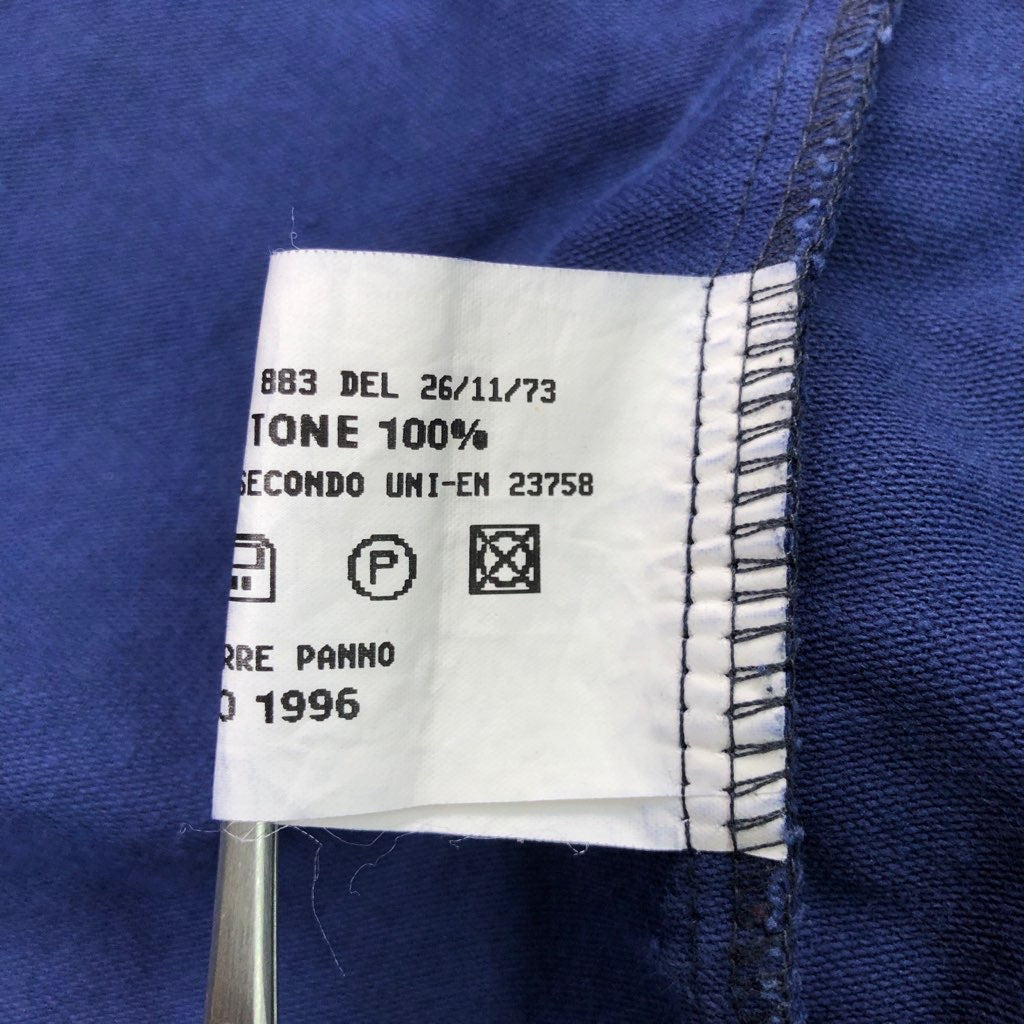 883 DEL 26/11/73
TONE 100%
SECONDO UNI-EN 23758
P
RRE PANNO
O 1996